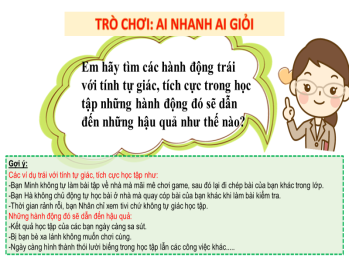 TRÒ CHƠI: AI NHANH AI GIỎI
Em hãy tìm các hành động trái
với tính tự giác, tích cực trong học
tập những hành động đó sẽ dẫn
đến những hậu quả như thế nào?
Gợi ý:
Các ví dụ trái với tính tự giác, tích cực học tập như:
-Bạn Minh không tự làm bài tập về nhà mà mãi mê chơi game, sau đó lại đi chép bài của bạn khác trong lớp.
-Bạn Hà không chủ động tự học bài ở nhà mà quay cóp bài của bạn khác khi làm bài kiểm tra.
-Thời gian rảnh rỗi, bạn Nhân chỉ xem tivi chứ không tự giác học tập.
Những hành động đó sẽ dẫn đến hậu quả:
-Kết quả học tập của các bạn ngày càng sa sút.
-Bị bạn bè xa lánh không muốn chơi cùng.
-Ngày càng hình thành thói lười biếng trong học tập lẫn các công việc khác.....